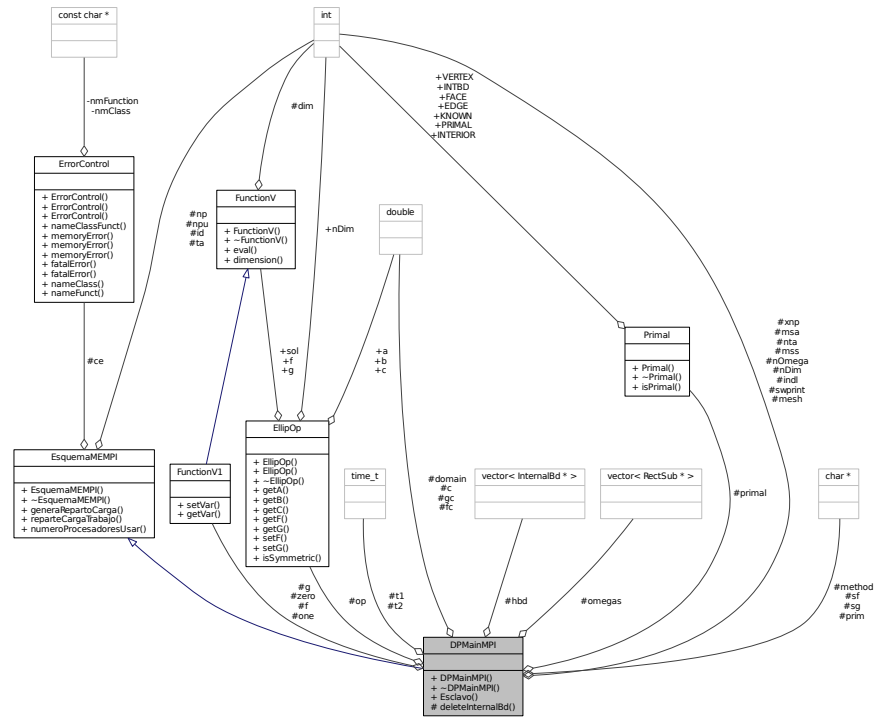 const char *
int
-nmFunction
-nmClass
#dim
+VERTEX
+INTBD
+FACE
+EDGE
+KNOWN
+PRIMAL
+INTERIOR
ErrorControl
+ ErrorControl()
+ ErrorControl()
+ ErrorControl()
+ nameClassFunct()
+ memoryError()
+ memoryError()
+ memoryError()
+ fatalError()
+ fatalError()
+ nameClass()
+ nameFunct()
#np
#npu
#id
#ta
FunctionV
+ FunctionV()
+ ~FunctionV()
+ eval()
+ dimension()
+nDim
double
#ce
+sol
+f
+g
+a
+b
+c
Primal
+ Primal()
+ ~Primal()
+ isPrimal()
#xnp
#msa
#nta
#mss
#nOmega
#nDim
#indl
#swprint
#mesh
EsquemaMEMPI
+ EsquemaMEMPI()
+ ~EsquemaMEMPI()
+ generaRepartoCarga()
+ reparteCargaTrabajo()
+ numeroProcesadoresUsar()
FunctionV1
+ setVar()
+ getVar()
EllipOp
+ EllipOp()
+ EllipOp()
+ ~EllipOp()
+ getA()
+ getB()
+ getC()
+ getF()
+ getG()
+ setF()
+ setG()
+ isSymmetric()
time_t
#domain
#c
#gc
#fc
vector< InternalBd * >
vector< RectSub * >
#primal
char *
#g
#zero
#f
#one
#op
#t1
#t2
#hbd
#omegas
#method
#sf
#sg
#prim
DPMainMPI
+ DPMainMPI()
+ ~DPMainMPI()
+ Esclavo()
# deleteInternalBd()